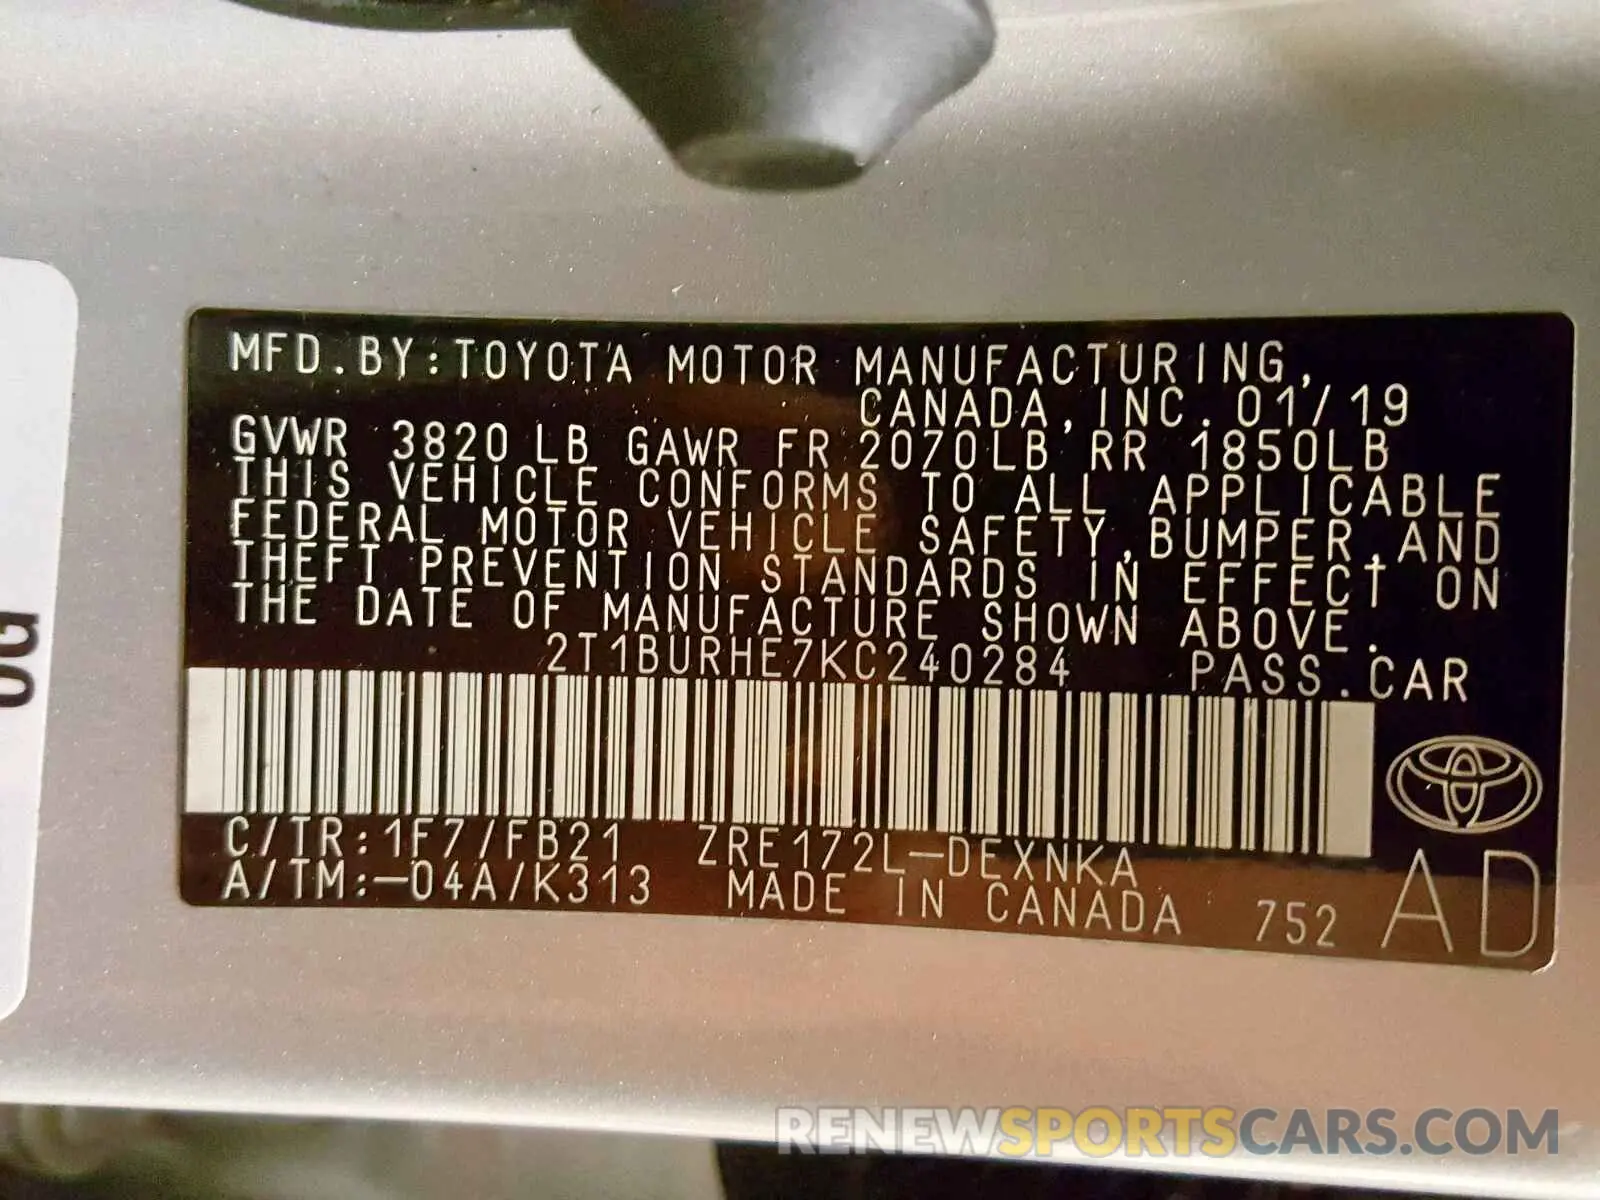 MFD.BY:TOYOTA MOTOR MANUFACTURING,
CANADA,INC.01/19
GVWR 3820LB GAWR FR 2070LB RR 1850LB
THIS VEHICLE CONFORMS TO ALL APPLICABLE
FEDERAL MOTOR VEHICLE SAFETY,BUMPER,AND
THEFT PREVENTION STANDARDS IN EFFECT ON
THE DATE OF MANUFACTURE SHOWN ABOVE.
2T1BURHE7KC240284 PASS.CAR
C/TR:1F7/FB21 ZRE172L-DEXNKA
A/TM:-04A/K313 MADE IN CANADA 752 AD
RENEWSPORTSCARS.COM